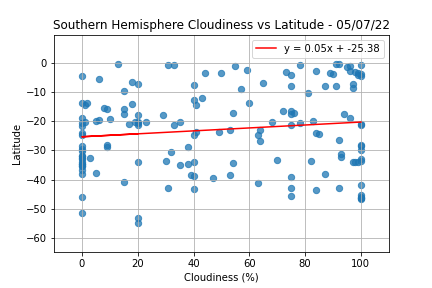 Southern Hemisphere Cloudiness vs Latitude - 05/07/22
y = 0.05x + -25.38
Latitude
0
−10
−20
−30
−40
−50
−60
0 20 40 60 80 100
Cloudiness (%)